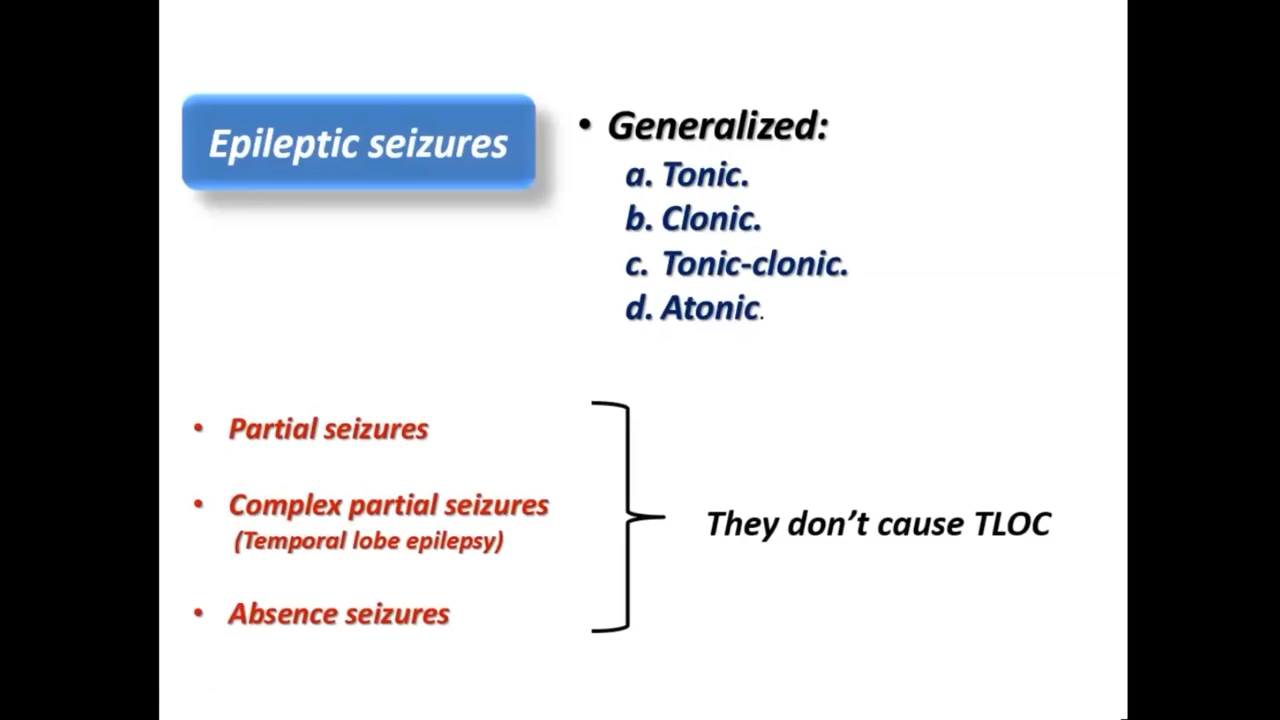 Epileptic seizures
• Generalized:
a. Tonic.
b. Clonic.
c. Tonic-clonic.
d. Atonic.
• Partial seizures
• Complex partial seizures
(Temporal lobe epilepsy)
• Absence seizures
They don't cause TLOC